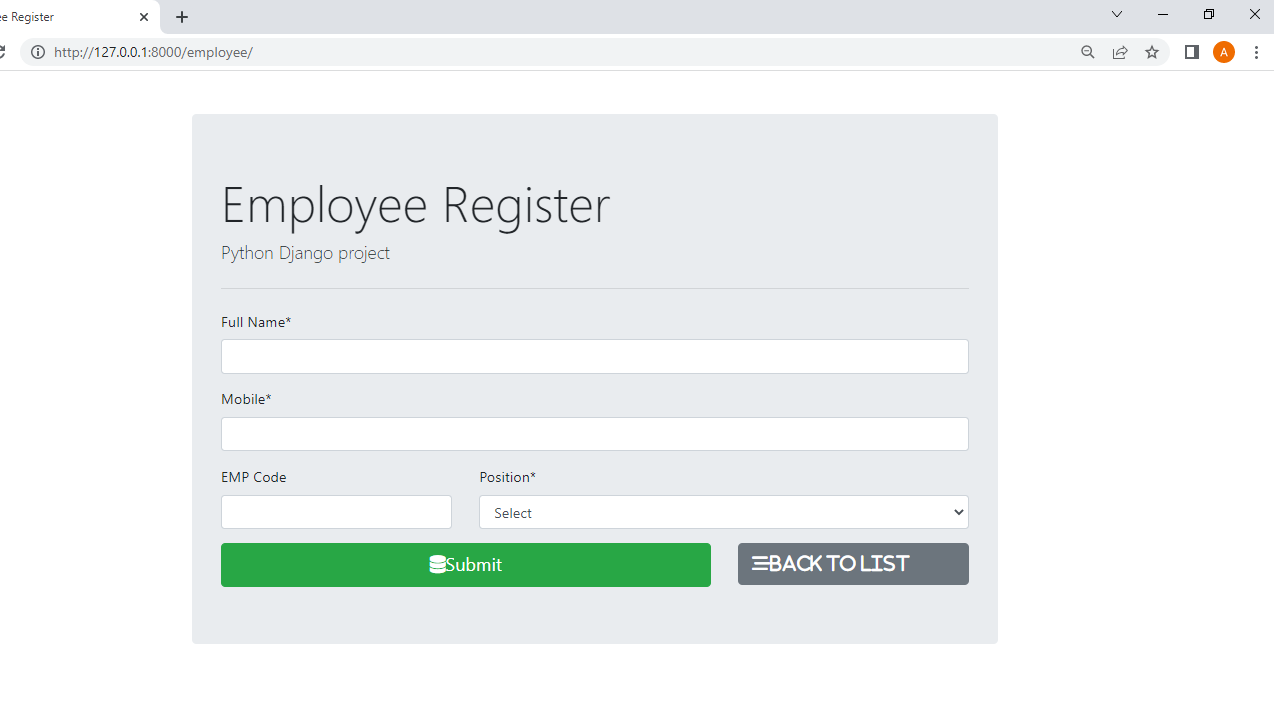 ee Register
http://127.0.0.1:8000/employee/
A
Employee Register
Python Django project
Full Name*
Mobile*
EMP Code Position*
Select
Submit BACK TO LIST